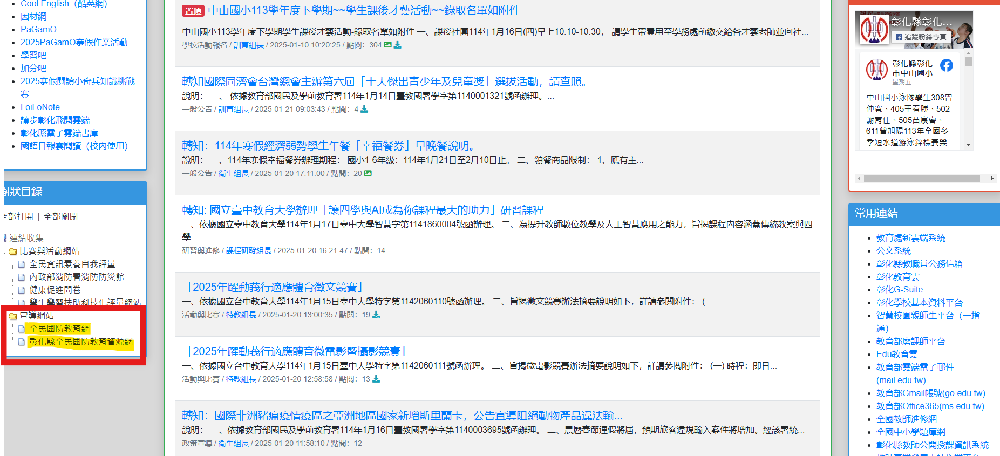 Cool English（酷英網）
因材網
PaGamO
2025PaGamO寒假作業活動
學習吧
加分吧
2025寒假閱讀小奇兵知識挑戰
賽
LoiLoNote
讀步彰化飛閱雲端
彰化縣電子雲端書庫
國語日報雲閱讀（校內使用）
樹狀目錄
全部打開 | 全部關閉
連結收集
比賽與活動網站
全民資訊素養自我評量
內政部消防署消防防災館
健康促進問卷
學生學習扶助科技化評量網站
宣導網站
全民國防教育網
彰化縣全民國防教育資源網
置頂 中山國小113學年度下學期~~學生課後才藝活動~~錄取名單如附件
中山國小113學年度下學期學生課後才藝活動-錄取名單如附件 一、課後社團114年1月16日(四)早上10:10-10:30， 請學生帶費用至學務處前繳交給各才藝老師並向社...
學校活動報名 / 訓育組長 / 2025-01-10 10:20:25 / 點閱：304
轉知國際同濟會台灣總會主辦第六屆「十大傑出青少年及兒童獎」選拔活動，請查照。
說明： 一、 依據教育部國民及學前教育署114年1月14日臺教國署學字第1140001321號函辦理。...
一般公告 / 訓育組長 / 2025-01-21 09:03:43 / 點閱：4
轉知：114年寒假經濟弱勢學生午餐「幸福餐券」早晚餐說明。
說明： 一、114年寒假幸福餐券辦理期程： 國小1-6年級：114年1月21日至2月10日止。 二、領餐商品限制： 1、應有主...
一般公告 / 衛生組長 / 2025-01-20 17:11:00 / 點閱：20
轉知: 國立臺中教育大學辦理「讓四學與AI成為你課程最大的助力」研習課程
一、依據國立臺中教育大學114年1月17日臺中大學智慧字第1141860004號函辦理。 二、為提升教師數位教學及人工智慧應用之能力，旨揭課程內容涵蓋傳統教案與四
學...
研習與進修 / 課程研發組長 / 2025-01-20 16:21:47 / 點閱：14
「2025年躍動莪行適應體育徵文競賽」
一、依據國立台中教育大學114年1月15日臺中大學特字第1142060110號函辦理。 二、旨揭徵文競賽辦法摘要說明如下，詳請參閱附件： (...
活動與比賽 / 特教組長 / 2025-01-20 13:00:35 / 點閱：19
「2025年躍動莪行適應體育微電影暨攝影競賽」
一、依據國立台中教育大學114年1月15日臺中大學特字第1142060111號函辦理。 二、旨揭微電影競賽辦法摘要說明如下，詳請參閱附件： (一) 時程：即日...
活動與比賽 / 特教組長 / 2025-01-20 12:58:58 / 點閱：13
轉知：國際非洲豬瘟疫情疫區之亞洲地區國家新增斯里蘭卡，公告宣導阻絕動物產品違法輸...
說明： 一、依據教育部國民及學前教育署114年1月16日臺教國署學字第1140003695號函辦理。 二、農曆春節連假將屆，預期旅客違規輸入案件將增加。經該署統...
政策宣導 / 衛生組長 / 2025-01-20 11:58:10 / 點閱：12
彰化縣彰化...
追蹤粉絲專頁
彰化縣彰化
市中山國小
星期五
中山國小泳隊學生308曾
仲寬、405王宥勝、502
謝育任、505苗宸睿、
611曾旭陽113年全國冬
季短水道游泳錦標賽榮
常用連結
教育處新雲端系統
公文系統
彰化縣教職員公務信箱
彰化教育雲
彰化G-Suite
彰化學校基本資料平台
智慧校園親師生平台（一指
通）
教育部磨課師平台
Edu教育雲
教育部雲端電子郵件
(mail.edu.tw)
教育部Gmail帳號(go.edu.tw)
教育部Office365(ms.edu.tw)
全國教師進修網
全國中小學題庫網
彰化縣教師公開授課資訊系統